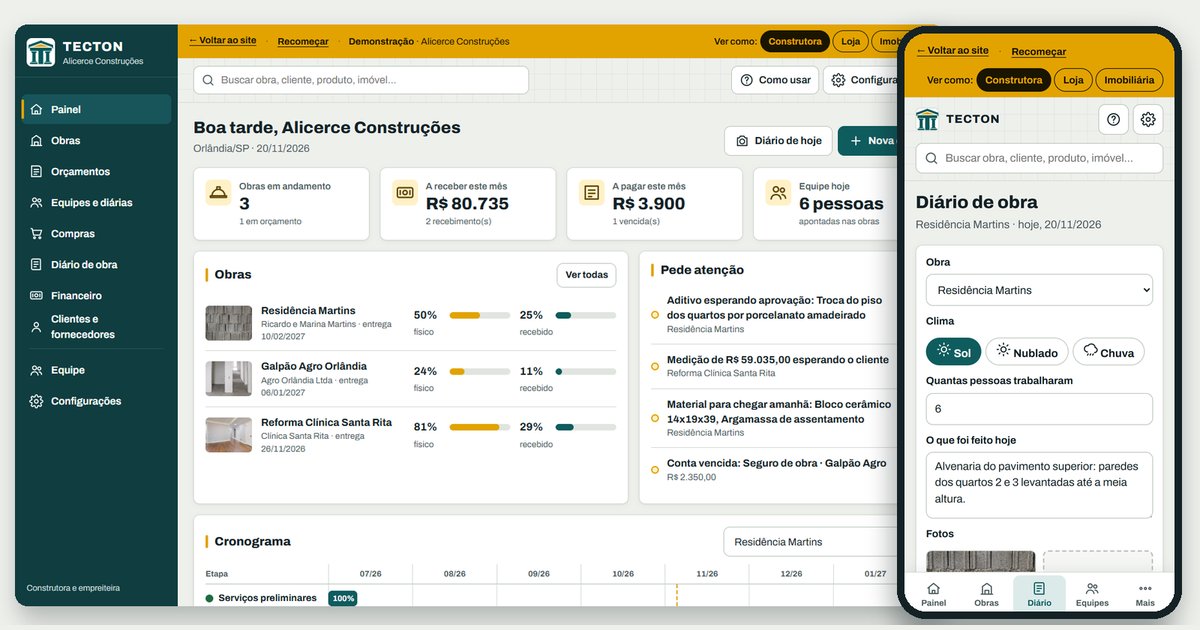 TECTON
Alicerce Construções
Painel
Obras
Orçamentos
Equipes e diárias
Compras
Diário de obra
Financeiro
Clientes e
fornecedores
Equipe
Configurações
Construtora e empreiteira
← Voltar ao site · Recomeçar · Demonstração · Alicerce Construções
Ver como: Construtora Loja Imob
Buscar obra, cliente, produto, imóvel...
Como usar
Configura
Boa tarde, Alicerce Construções
Orlândia/SP · 20/11/2026
Diário de hoje
+ Nova
Obras em andamento
3
1 em orçamento
A receber este mês
R$ 80.735
2 recebimento(s)
A pagar este mês
R$ 3.900
1 vencida(s)
Equipe hoje
6 pessoas
apontadas nas obras
Obras
Ver todas
Residência Martins
Ricardo e Marina Martins · entrega
10/02/2027
50%
físico
25%
recebido
Galpão Agro Orlândia
Agro Orlândia Ltda · entrega
06/01/2027
24%
físico
11%
recebido
Reforma Clínica Santa Rita
Clínica Santa Rita · entrega
26/11/2026
81%
físico
29%
recebido
Pede atenção
Aditivo esperando aprovação: Troca do piso
dos quartos por porcelanato amadeirado
Residência Martins
Medição de R$ 59.035,00 esperando o cliente
Reforma Clínica Santa Rita
Material para chegar amanhã: Bloco cerâmico
14x19x39, Argamassa de assentamento
Residência Martins
Conta vencida: Seguro de obra · Galpão Agro
R$ 2.350,00
Cronograma
Residência Martins
Etapa 07/26 08/26 09/26 10/26 11/26 12/26 01/27
Serviços preliminares 100%
← Voltar ao site · Recomeçar
Ver como: Construtora Loja Imobiliária
TECTON
Buscar obra, cliente, produto, imóvel...
Diário de obra
Residência Martins · hoje, 20/11/2026
Obra
Residência Martins
Clima
Sol Nublado Chuva
Quantas pessoas trabalharam
6
O que foi feito hoje
Alvenaria do pavimento superior: paredes
dos quartos 2 e 3 levantadas até a meia
altura.
Fotos
Painel Obras Diário Equipes Mais